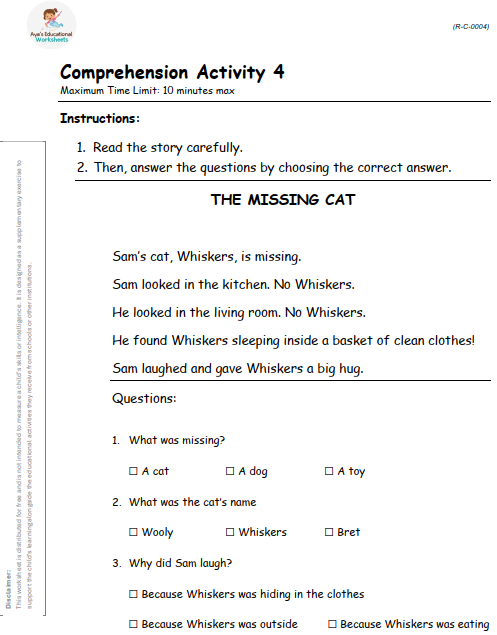 Aya's Educational
Worksheets
(R-C-0004)
Comprehension Activity 4
Maximum Time Limit: 10 minutes max
Instructions:
1. Read the story carefully.
2. Then, answer the questions by choosing the correct answer.
THE MISSING CAT
Sam's cat, Whiskers, is missing.
Sam looked in the kitchen. No Whiskers.
He looked in the living room. No Whiskers.
He found Whiskers sleeping inside a basket of clean clothes!
Sam laughed and gave Whiskers a big hug.
Questions:
1. What was missing?
☐ A cat ☐ A dog ☐ A toy
2. What was the cat's name
☐ Wooly ☐ Whiskers ☐ Bret
3. Why did Sam laugh?
☐ Because Whiskers was hiding in the clothes
☐ Because Whiskers was outside ☐ Because Whiskers was eating
Disclaimer:
This worksheet is distributed for free and is not intended to measure a child's skills or intelligence. It is designed as a supplementary exercise to
support the child's learning alongside the educational activities they receive from schools or other institutions.